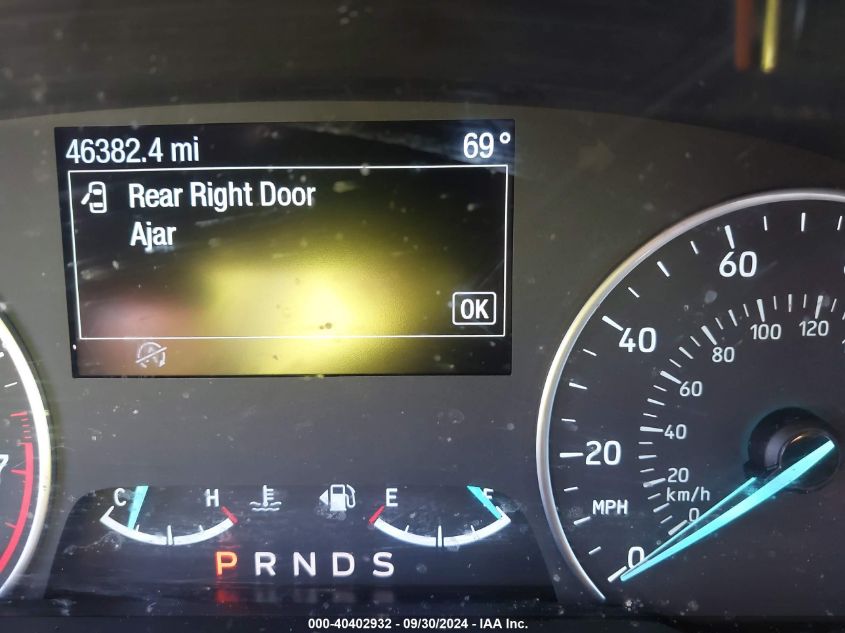 46382.4 mi 69°
Rear Right Door
Ajar
OK
60
40
20
0
MPH
120
100
80
60
40
20
0
km/h
7
C H E F
P R N D S
000-40402932 - 09/30/2024 - IAA Inc.